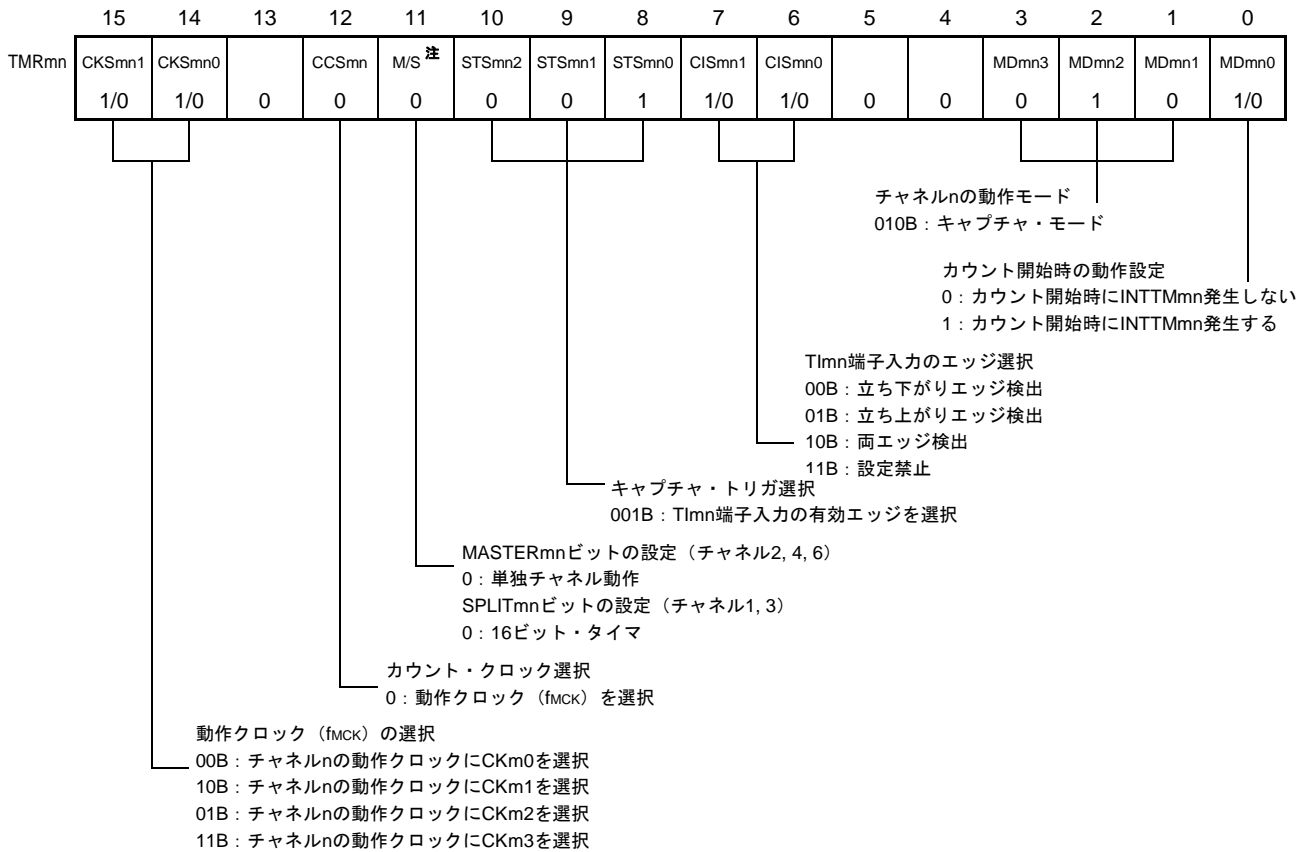 15 14 13 12 11 10 9 8 7 6 5 4 3 2 1 0
TMRmn CKSmn1 CKSmn0 CCSmn M/S 注 STSmn2 STSmn1 STSmn0 CISmn1 CISmn0 MDmn3 MDmn2 MDmn1 MDmn0
1/0 1/0 0 0 0 0 0 1 1/0 1/0 0 0 0 1 0 1/0
チャネルnの動作モード
010B：キャプチャ・モード
カウント開始時の動作設定
0：カウント開始時にINTTMmn発生しない
1：カウント開始時にINTTMmn発生する
TImn端子入力のエッジ選択
00B：立ち下がりエッジ検出
01B：立ち上がりエッジ検出
10B：両エッジ検出
11B：設定禁止
キャプチャ・トリガ選択
001B：TImn端子入力の有効エッジを選択
MASTERmnビットの設定（チャネル2, 4, 6）
0：単独チャネル動作
SPLITmnビットの設定（チャネル1, 3）
0：16ビット・タイマ
カウント・クロック選択
0：動作クロック（fMCK）を選択
動作クロック（fMCK）の選択
00B：チャネルnの動作クロックにCKm0を選択
10B：チャネルnの動作クロックにCKm1を選択
01B：チャネルnの動作クロックにCKm2を選択
11B：チャネルnの動作クロックにCKm3を選択